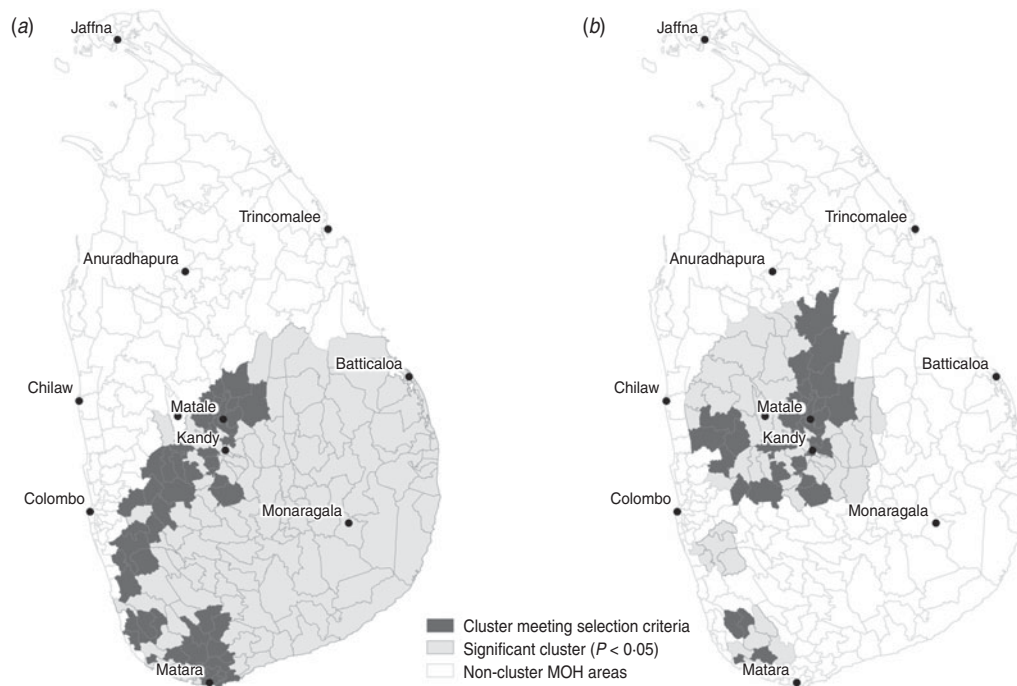 (a)
Jaffna
Trincomalee
Anuradhapura
Batticaloa
Chilaw
Matale
Kandy
Colombo
Monaragala
Matara
(b)
Jaffna
Trincomalee
Anuradhapura
Batticaloa
Chilaw
Matale
Kandy
Colombo
Monaragala
Matara
Cluster meeting selection criteria
Significant cluster (P < 0·05)
Non-cluster MOH areas